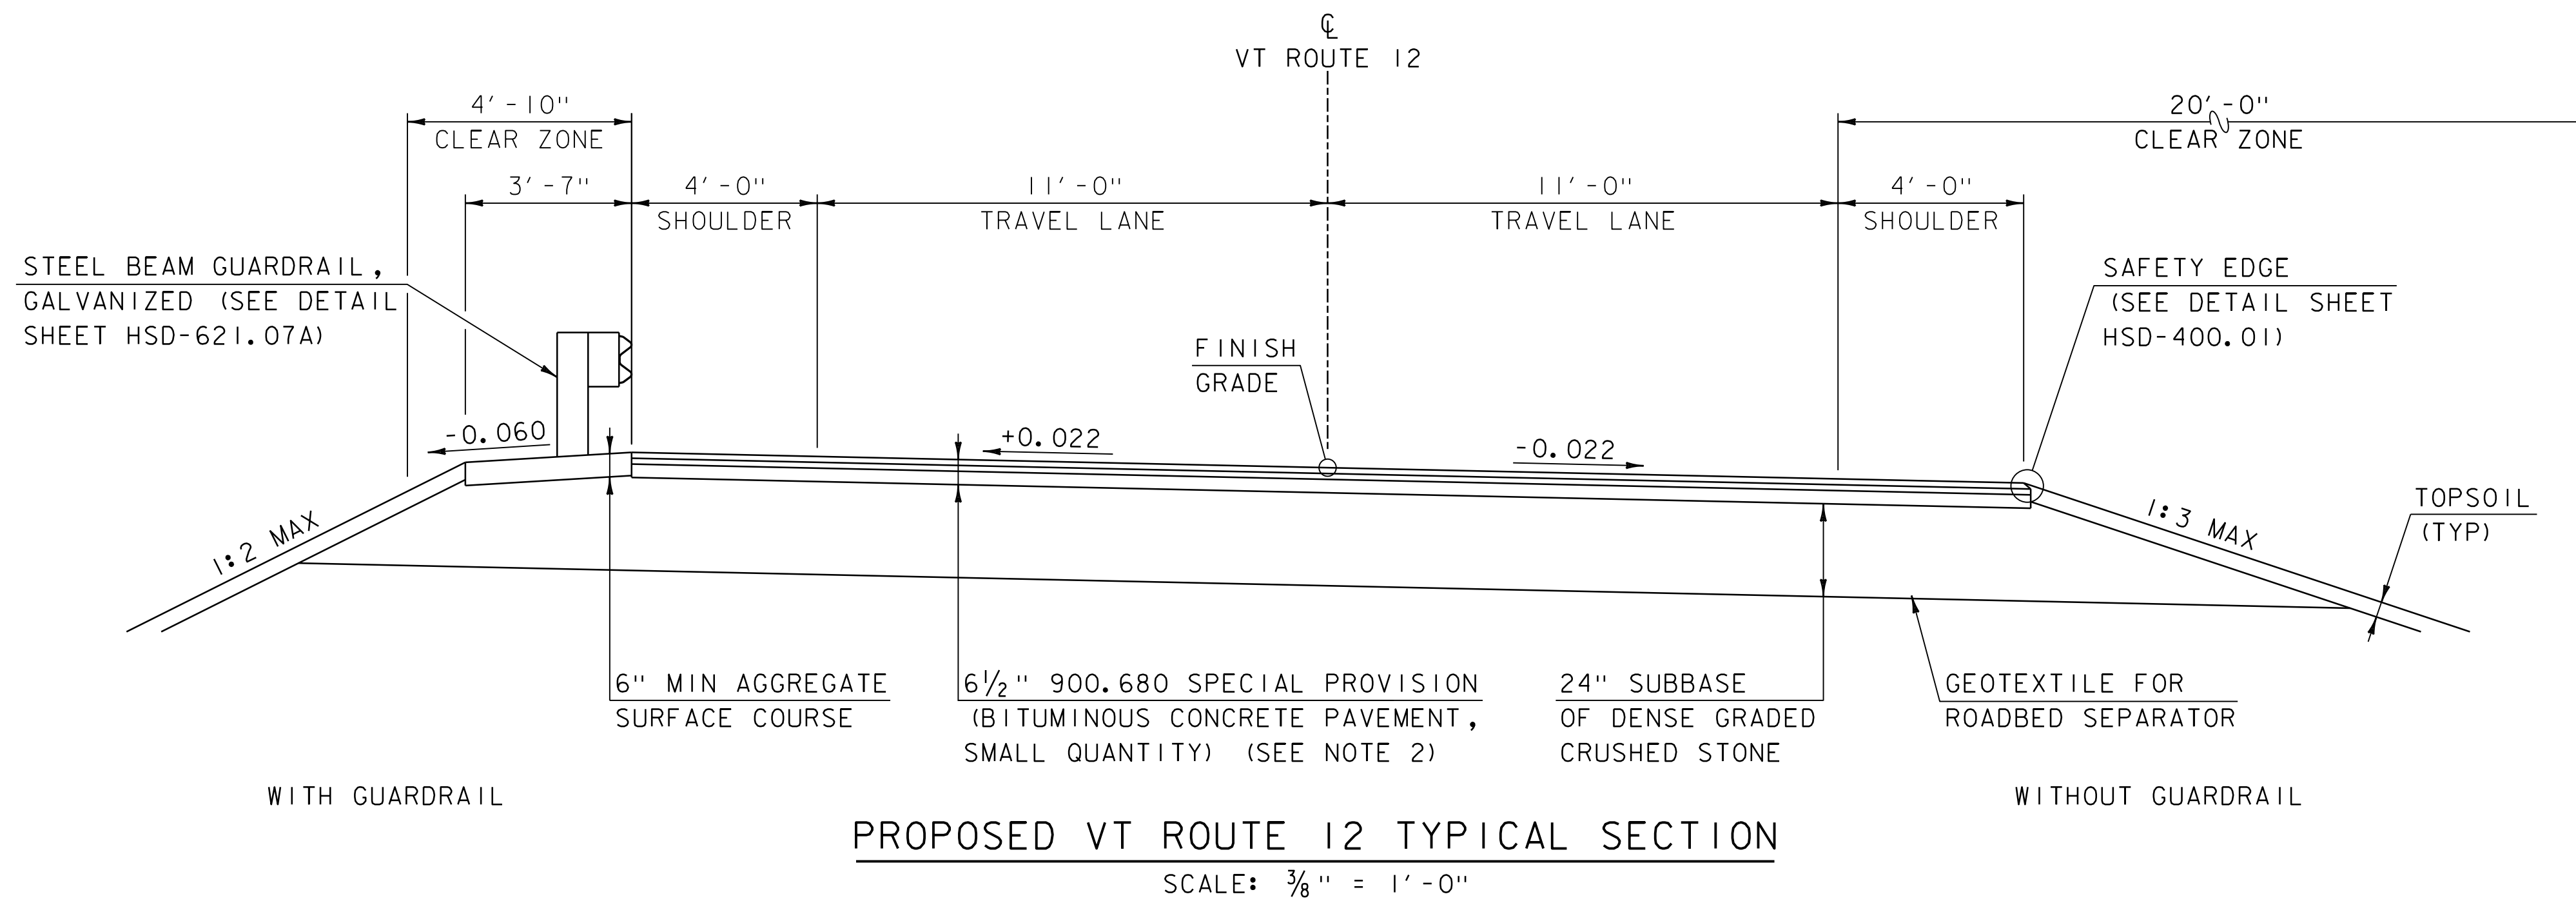 ℄
VT ROUTE 12
4'-10"
CLEAR ZONE
20'-0"
CLEAR ZONE
3'-7"
4'-0"
SHOULDER
11'-0"
TRAVEL LANE
11'-0"
TRAVEL LANE
4'-0"
SHOULDER
STEEL BEAM GUARDRAIL,
GALVANIZED (SEE DETAIL
SHEET HSD-621.07A)
SAFETY EDGE
(SEE DETAIL SHEET
HSD-400.01)
FINISH
GRADE
-0.060
+0.022
-0.022
1:2 MAX
1:3 MAX
TOPSOIL
(TYP)
6" MIN AGGREGATE
SURFACE COURSE
6½" 900.680 SPECIAL PROVISION
(BITUMINOUS CONCRETE PAVEMENT,
SMALL QUANTITY) (SEE NOTE 2)
24" SUBBASE
OF DENSE GRADED
CRUSHED STONE
GEOTEXTILE FOR
ROADBED SEPARATOR
WITH GUARDRAIL
WITHOUT GUARDRAIL
PROPOSED VT ROUTE 12 TYPICAL SECTION
SCALE: ⅜" = 1'-0"